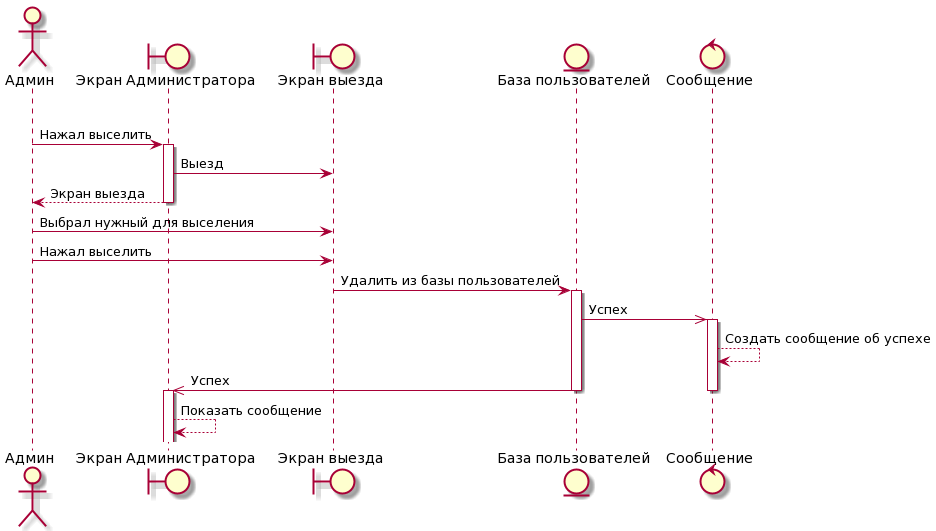 Админ
Экран Администратора
Экран выезда
База пользователей
Сообщение
Нажал выселить
Выезд
Экран выезда
Выбрал нужный для выселения
Нажал выселить
Удалить из базы пользователей
Успех
Создать сообщение об успехе
Успех
Показать сообщение
Админ
Экран Администратора
Экран выезда
База пользователей
Сообщение